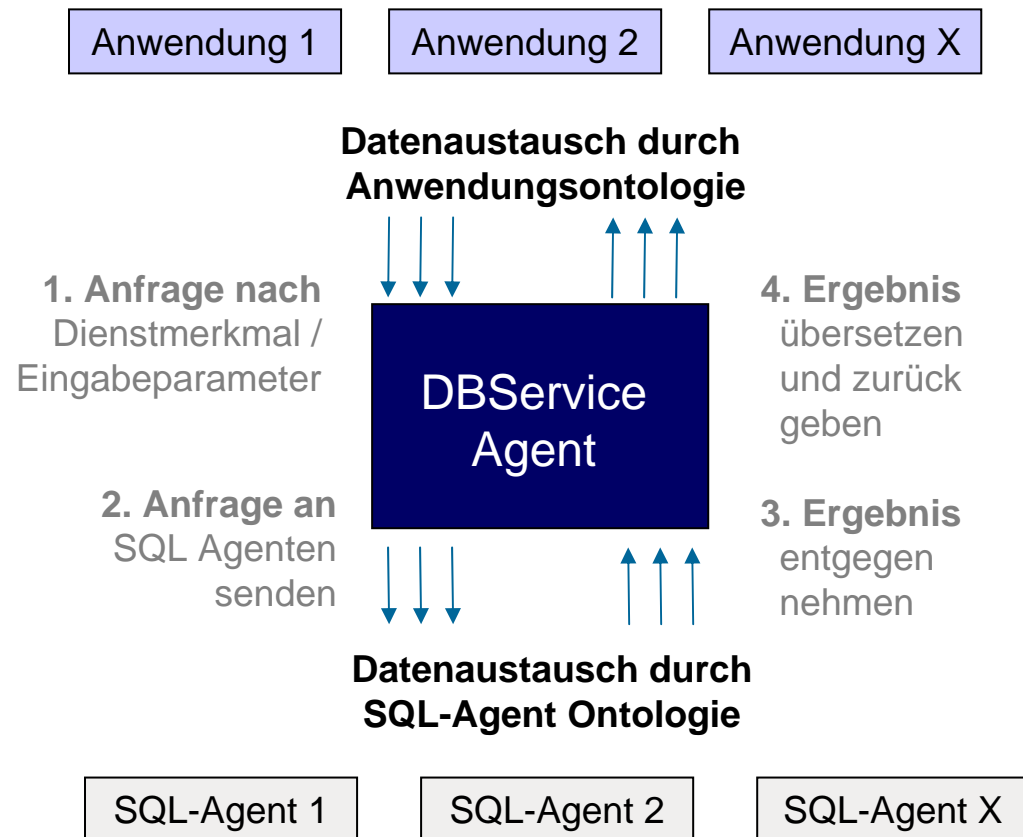 Anwendung 1
Anwendung 2
Anwendung X
Datenaustausch durch
Anwendungsontologie
1. Anfrage nach
Dienstmerkmal /
Eingabeparameter
4. Ergebnis
übersetzen
und zurück
geben
DBService
Agent
2. Anfrage an
SQL Agenten
senden
3. Ergebnis
entgegen
nehmen
Datenaustausch durch
SQL-Agent Ontologie
SQL-Agent 1
SQL-Agent 2
SQL-Agent X